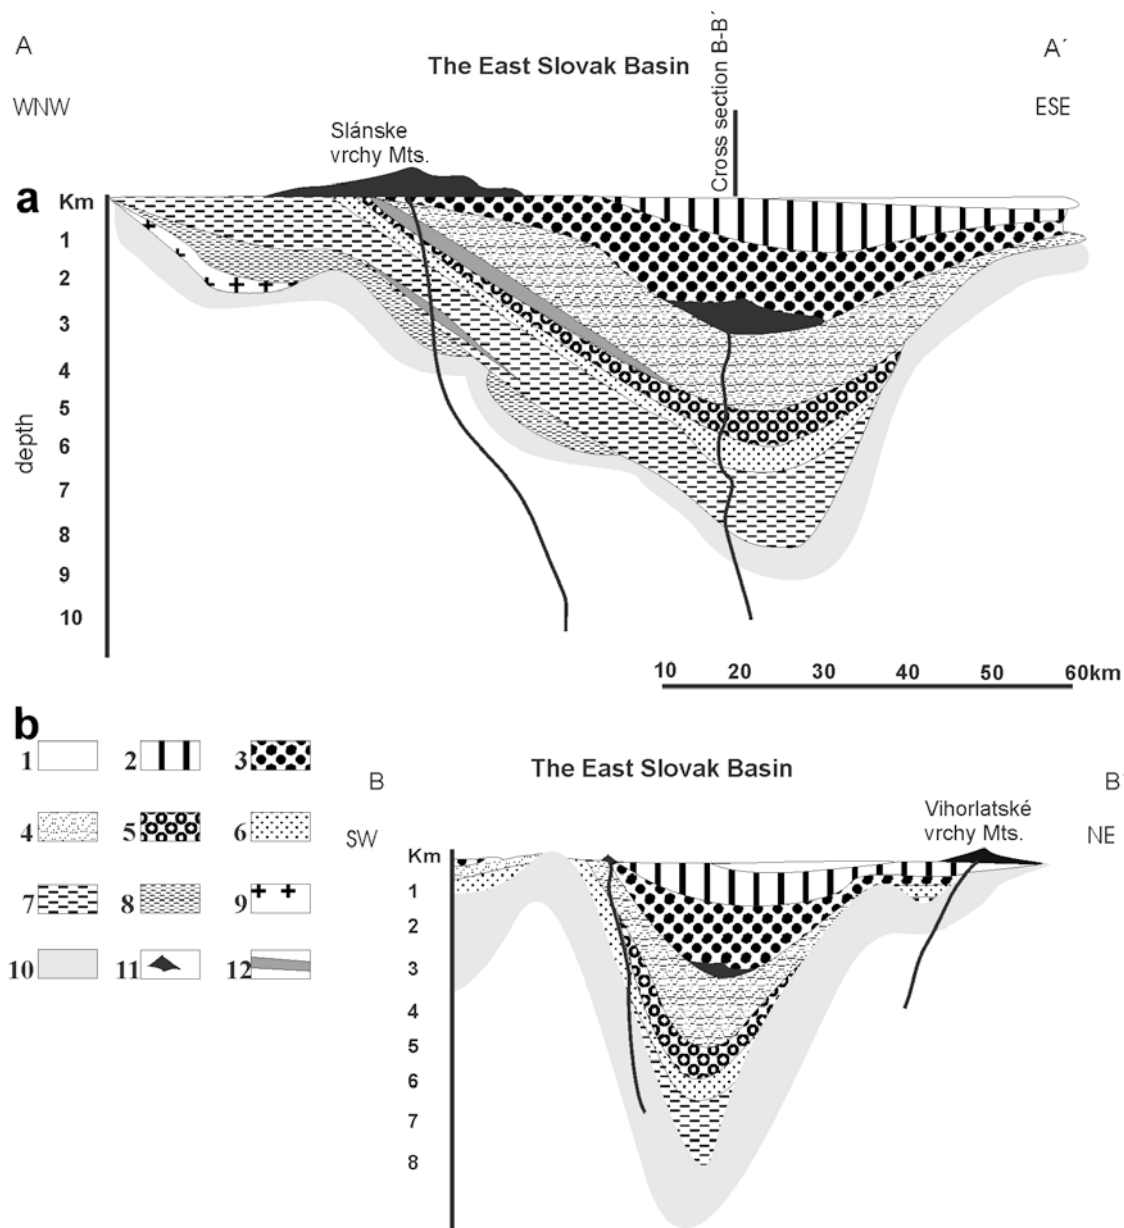 A
The East Slovak Basin
Cross section B-B´
A´
WNW
ESE
Slánske
vrchy Mts.
a
Km
1
2
3
4
5
6
7
8
9
10
depth
10 20 30 40 50 60km
b
1 2 3
4 5 6
7 8 9
10 11 12
B
The East Slovak Basin
B´
SW
Vihorlatské
vrchy Mts.
NE
Km
1
2
3
4
5
6
7
8